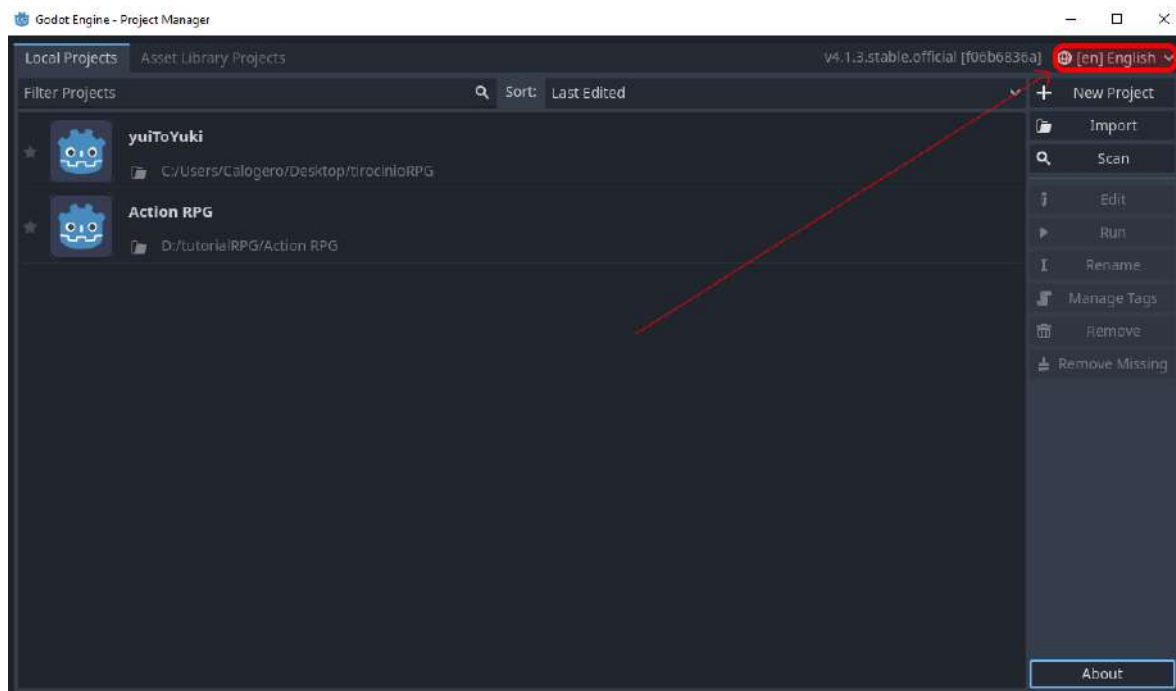 Godot Engine - Project Manager
Local Projects Asset Library Projects v4.1.3.stable.official [f06b6836a] [en] English
Filter Projects Sort: Last Edited New Project
Import
Scan
Edit
Run
Rename
Manage Tags
Remove
Remove Missing
yuiToYuki
C:/Users/Calogero/Desktop/tirocinioRPG
Action RPG
D:/tutorialRPG/Action RPG
About